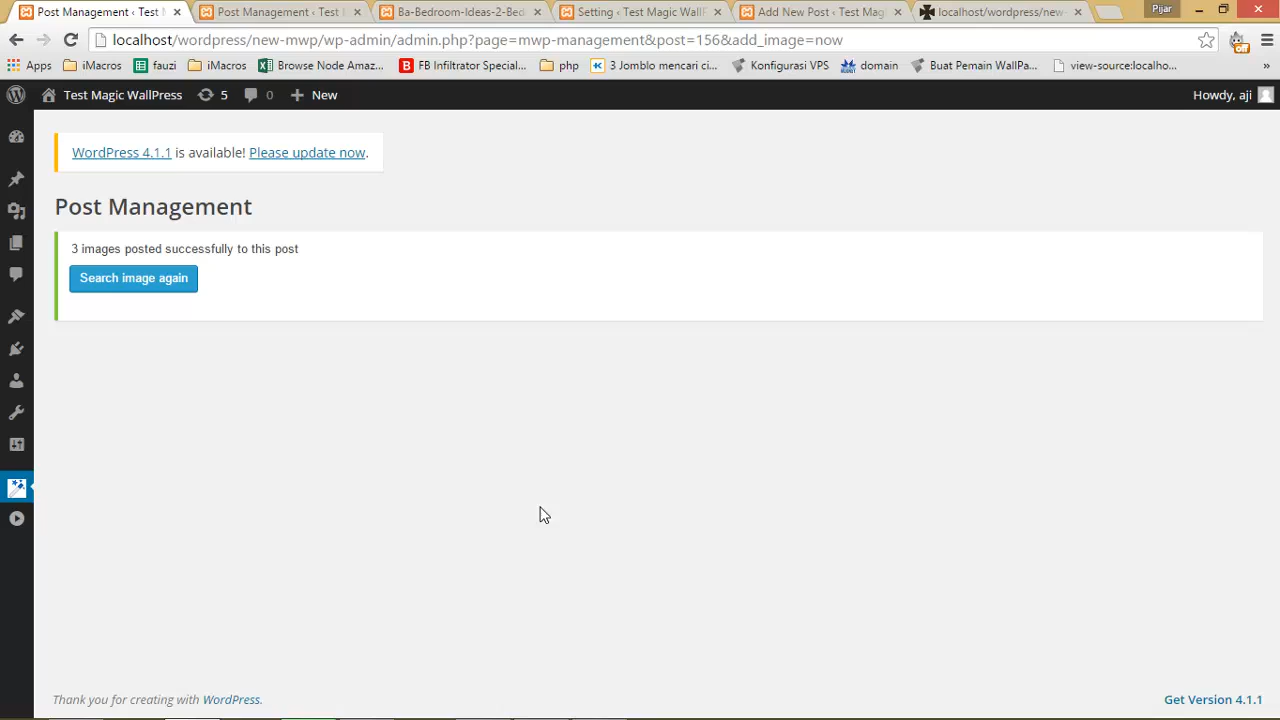 Post Management ‹ Test M
Post Management ‹ Test
Ba-Bedroom-Ideas-2-Bed
Setting ‹ Test Magic WallP
Add New Post ‹ Test Magic
localhost/wordpress/new-
Pijar
localhost/wordpress/new-mwp/wp-admin/admin.php?page=mwp-management&post=156&add_image=now
off
Apps
iMacros
fauzi
iMacros
Browse Node Amaz...
FB Infiltrator Special...
php
3 Jomblo mencari ci...
Konfigurasi VPS
domain
Buat Pemain WallPa...
view-source:localho...
»
Test Magic WallPress
5
0
New
Howdy, aji
WordPress 4.1.1 is available! Please update now.
Post Management
3 images posted successfully to this post
Search image again
Thank you for creating with WordPress.
Get Version 4.1.1